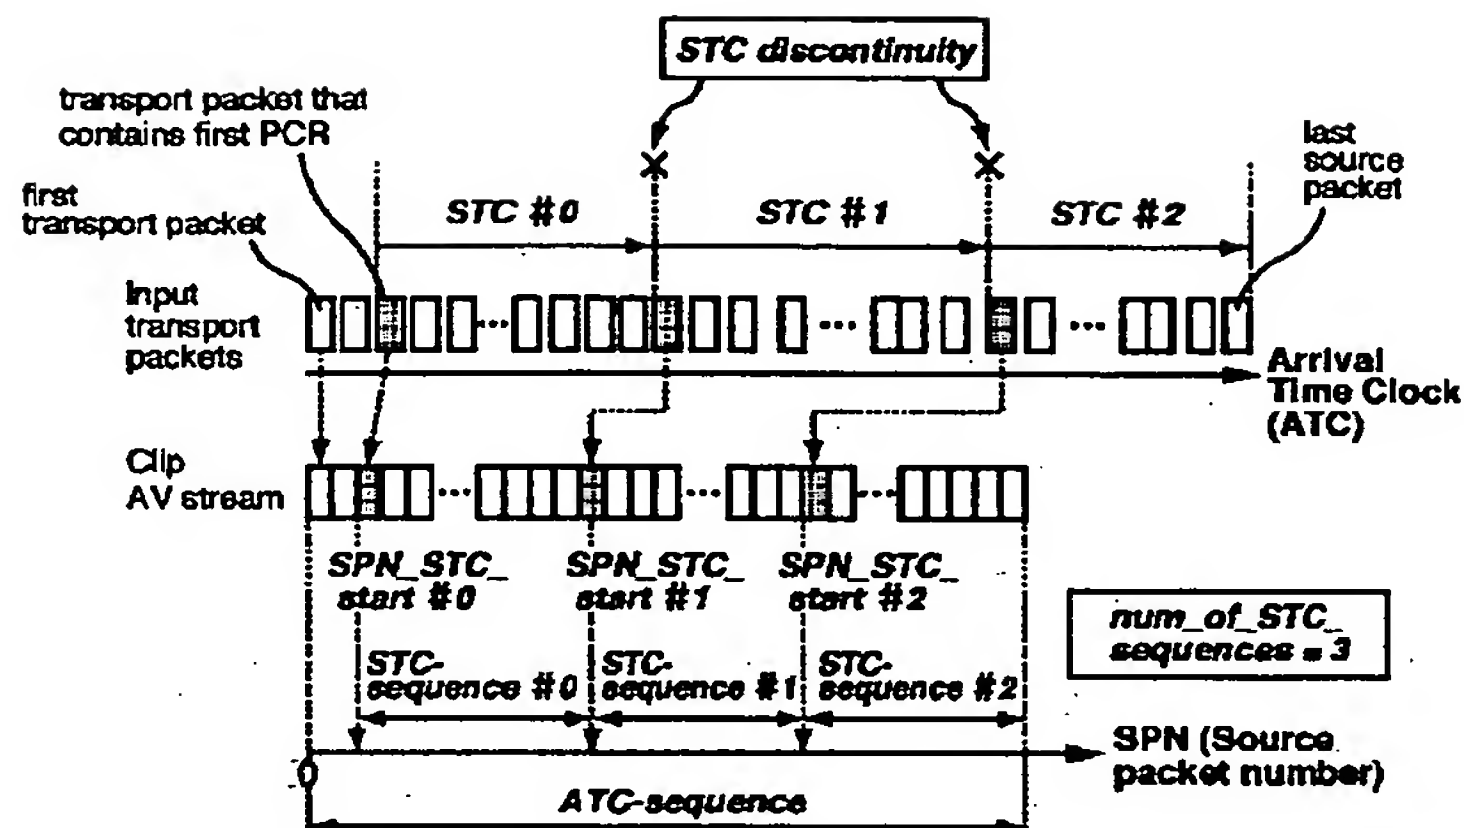 STC discontinuity
transport packet that
contains first PCR
first
transport packet
last
source
packet
STC #0
STC #1
STC #2
Input
transport
packets
Arrival
Time Clock
(ATC)
Clip
AV stream
SPN_STC_
start #0
SPN_STC_
start #1
SPN_STC_
start #2
num_of_STC_
sequences = 3
STC-
sequence #0
STC-
sequence #1
STC-
sequence #2
SPN (Source
packet number)
0
ATC-sequence